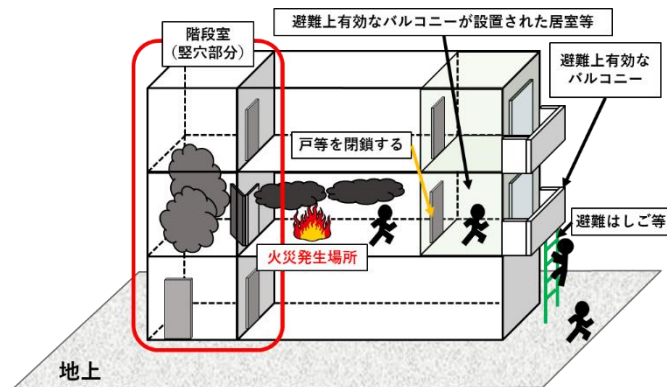 避難上有効なバルコニーが設置された居室等
階段室
（竪穴部分）
避難上有効な
バルコニー
戸等を閉鎖する
避難はしご等
火災発生場所
地上